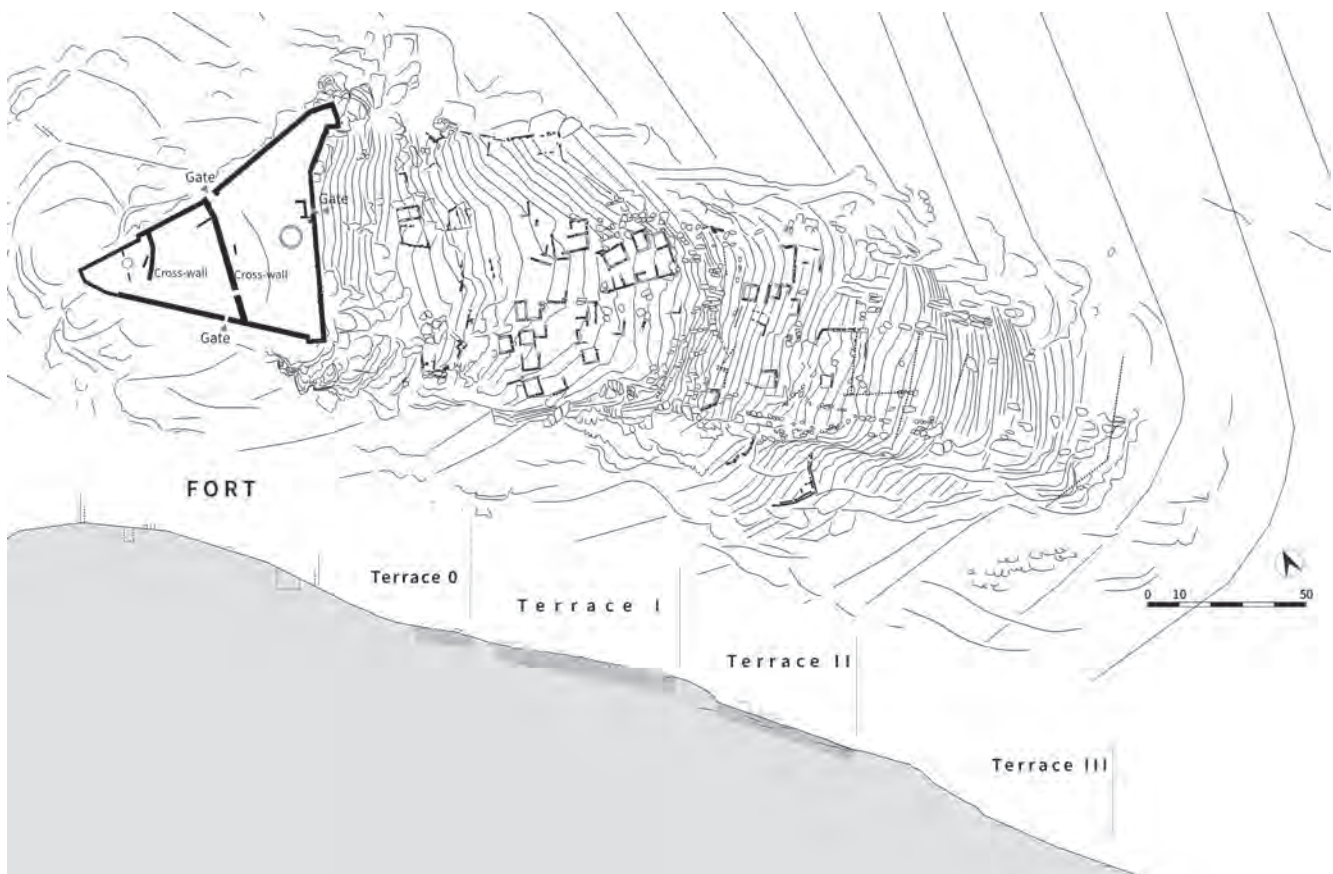 Gate
Gate
Cross-wall
Cross-wall
Gate
FORT
Terrace 0
Terrace I
Terrace II
Terrace III
0 10 50